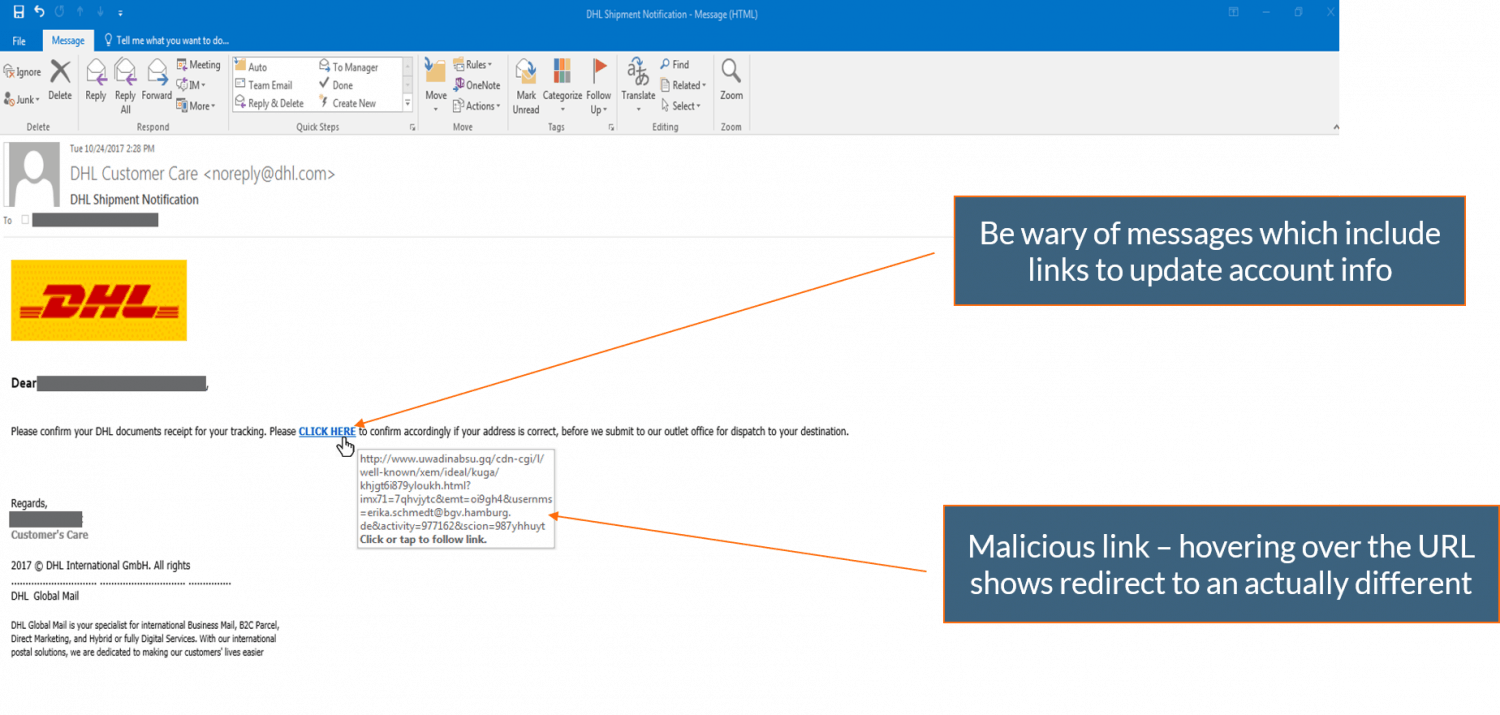 DHL Shipment Notification - Message (HTML)
File Message Tell me what you want to do...
Ignore
Junk
Delete
Delete
Reply
Reply All
Forward
Meeting
IM
More
Respond
Auto
Team Email
Reply & Delete
To Manager
Done
Create New
Quick Steps
Move
Rules
OneNote
Actions
Move
Mark Unread
Categorize
Follow Up
Tags
Translate
Find
Related
Select
Editing
Zoom
Zoom
Tue 10/24/2017 2:28 PM
DHL Customer Care <noreply@dhl.com>
DHL Shipment Notification
To
DHL
Dear ,
Please confirm your DHL documents receipt for your tracking. Please CLICK HERE to confirm accordingly if your address is correct, before we submit to our outlet office for dispatch to your destination.
http://www.uwadinabsu.gq/cdn-cgi/l/
well-known/xem/ideal/kuga/
khjgt6i879yloukh.html?
imx71=7qhvjytc&emt=oi9gh4&usernms
=erika.schmedt@bgv.hamburg.
de&activity=977162&scion=987yhhuyt
Click or tap to follow link.
Regards,
Customer's Care
2017 © DHL International GmbH. All rights
............................. ............................. ...............
DHL Global Mail
DHL Global Mail is your specialist for international Business Mail, B2C Parcel,
Direct Marketing, and Hybrid or fully Digital Services. With our international
postal solutions, we are dedicated to making our customers' lives easier
Be wary of messages which include
links to update account info
Malicious link – hovering over the URL
shows redirect to an actually different